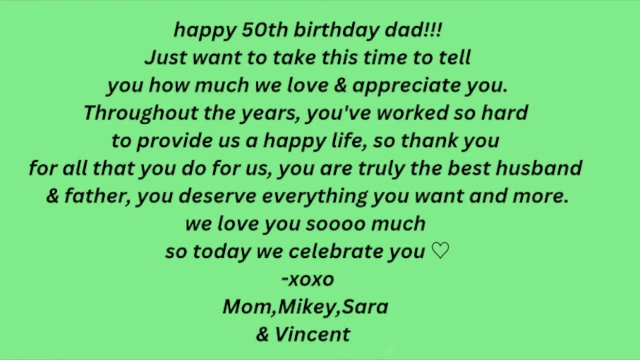 happy 50th birthday dad!!!
Just want to take this time to tell
you how much we love & appreciate you.
Throughout the years, you've worked so hard
to provide us a happy life, so thank you
for all that you do for us, you are truly the best husband
& father, you deserve everything you want and more.
we love you soooo much
so today we celebrate you ♡
-xoxo
Mom,Mikey,Sara
& Vincent